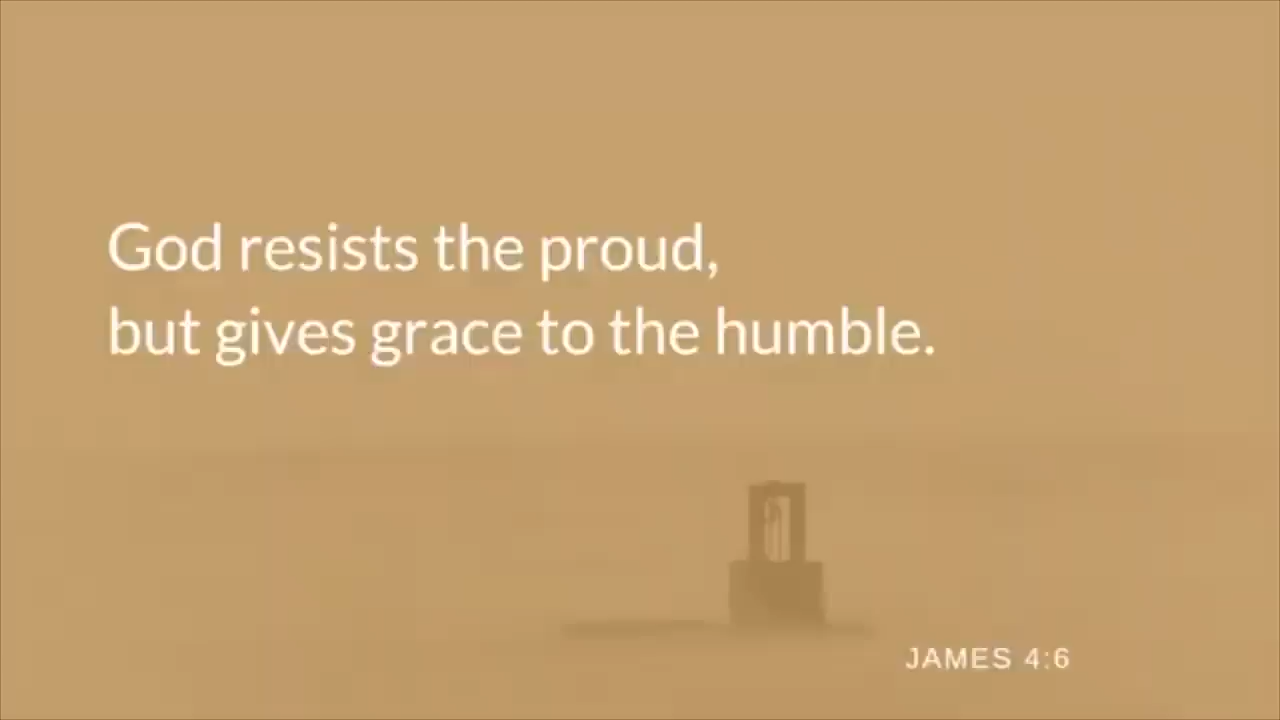 God resists the proud,
but gives grace to the humble.
JAMES 4:6